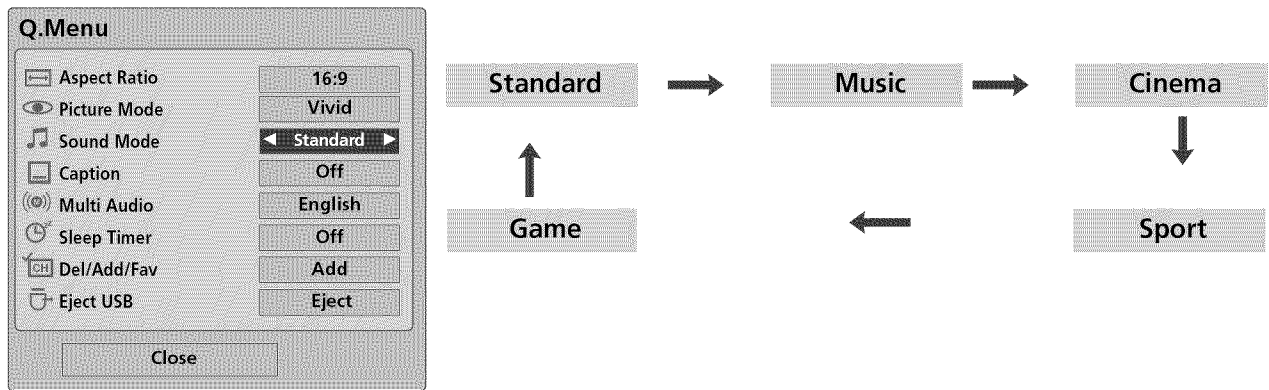 Q.Menu
Aspect Ratio 16:9
Picture Mode Vivid
Sound Mode Standard
Caption Off
Multi Audio English
Sleep Timer Off
Del/Add/Fav Add
Eject USB Eject
Close
Standard Music Cinema
Game Sport